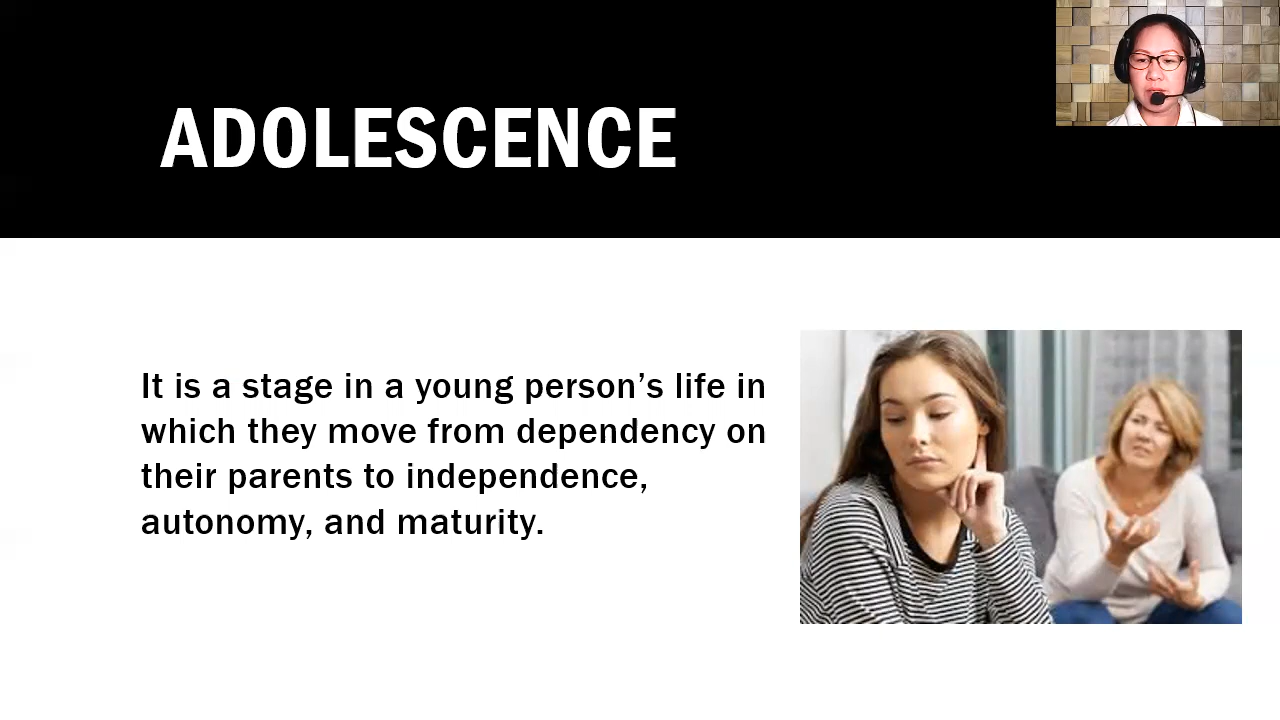 ADOLESCENCE
It is a stage in a young person’s life in
which they move from dependency on
their parents to independence,
autonomy, and maturity.